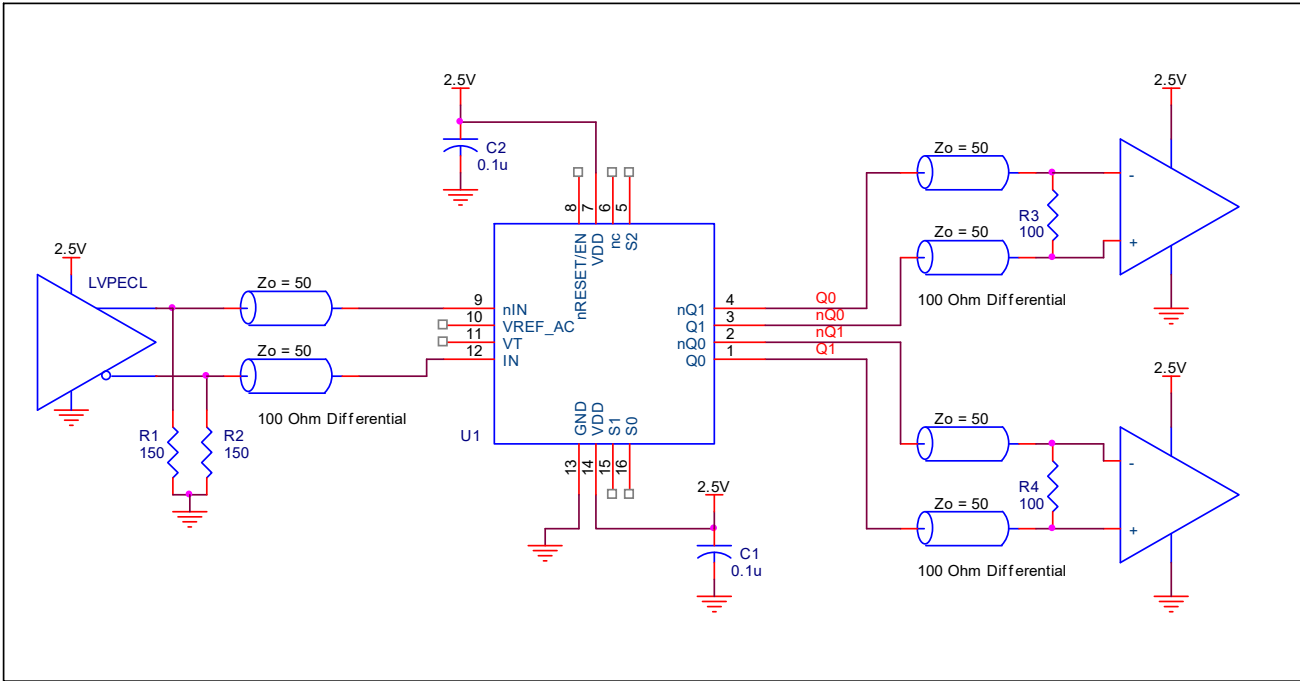 2.5V
C2
0.1u
2.5V
LVPECL
Zo = 50
Zo = 50
100 Ohm Differential
R1
150
R2
150
8
7
6
5
nRESET/EN
VDD
nc
S2
9
nIN
10
VREF_AC
11
VT
12
IN
nQ1
4
Q0
Q1
3
nQ0
nQ0
2
nQ1
Q0
1
Q1
U1
GND
VDD
S1
S0
13
14
15
16
2.5V
C1
0.1u
2.5V
Zo = 50
-
R3
100
Zo = 50
+
100 Ohm Differential
2.5V
Zo = 50
-
R4
100
Zo = 50
+
100 Ohm Differential